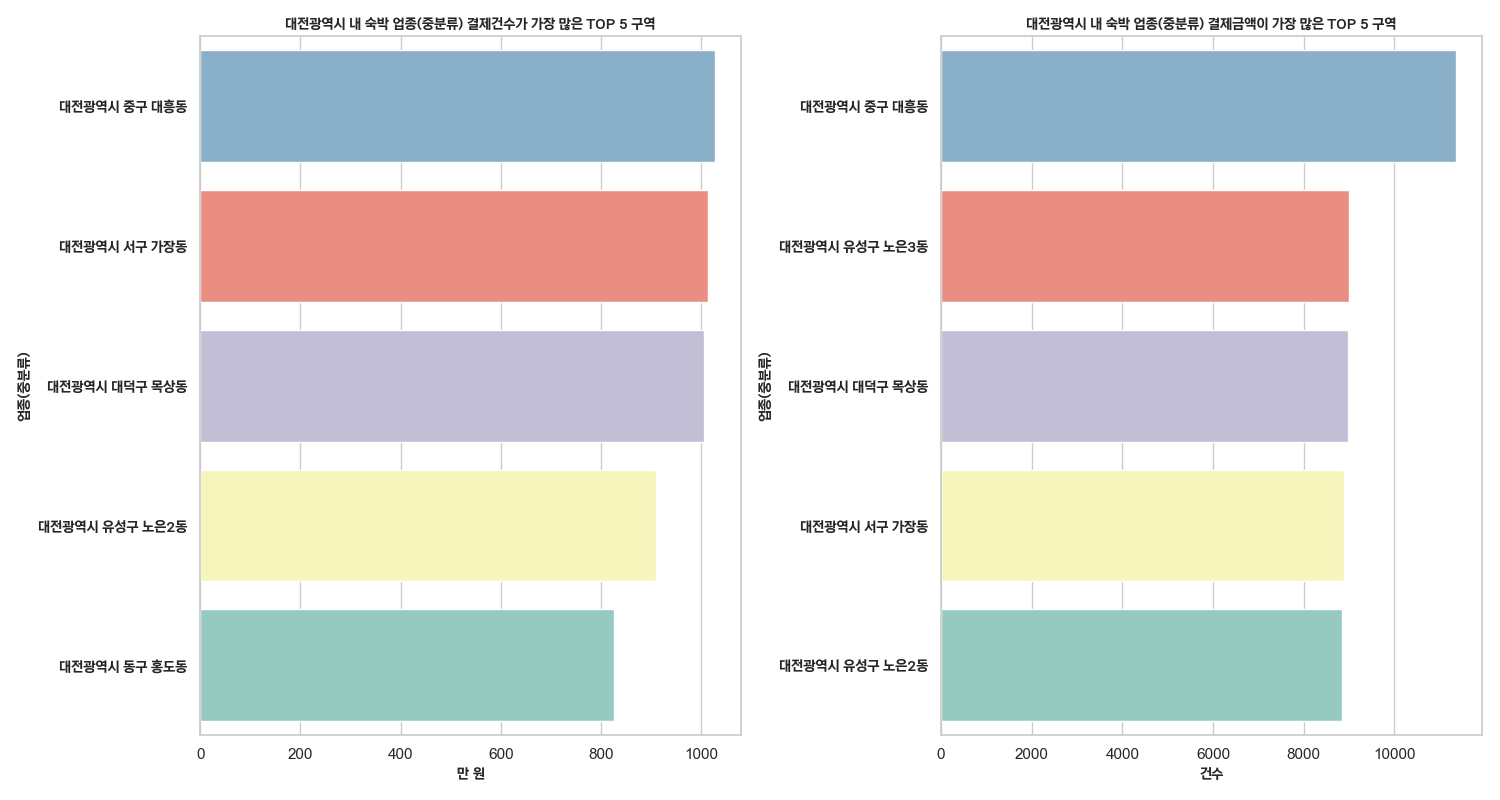 대전광역시 내 숙박 업종(중분류) 결제건수가 가장 많은 TOP 5 구역
대전광역시 중구 대흥동
대전광역시 서구 가장동
대전광역시 대덕구 목상동
대전광역시 유성구 노은2동
대전광역시 동구 홍도동
업종(중분류)
0 200 400 600 800 1000
만 원
대전광역시 내 숙박 업종(중분류) 결제금액이 가장 많은 TOP 5 구역
대전광역시 중구 대흥동
대전광역시 유성구 노은3동
대전광역시 대덕구 목상동
대전광역시 서구 가장동
대전광역시 유성구 노은2동
업종(중분류)
0 2000 4000 6000 8000 10000
건수